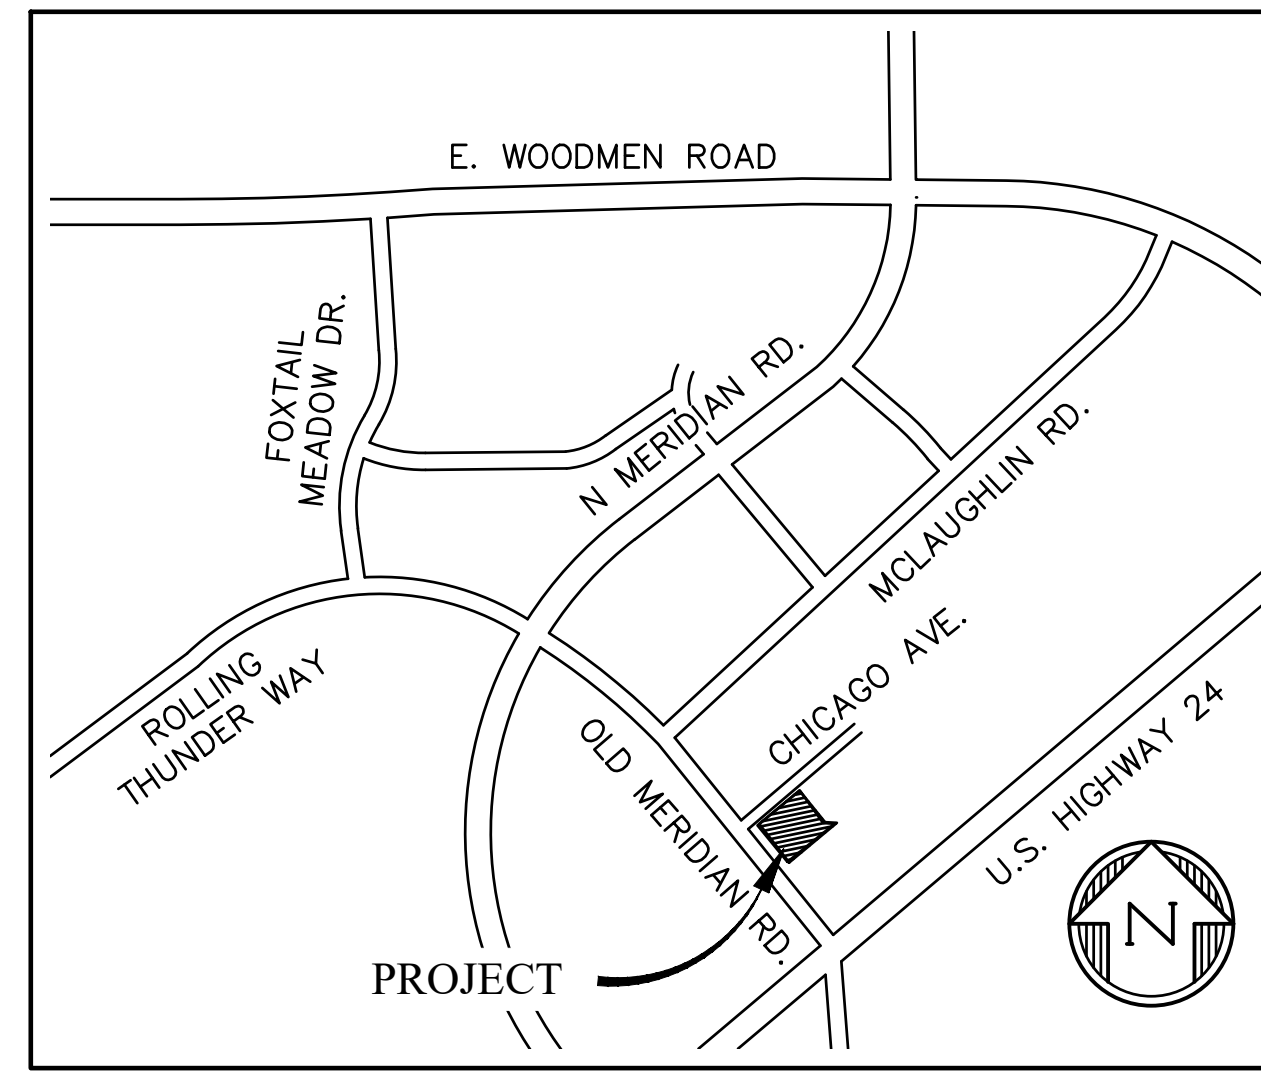 E. WOODMEN ROAD
FOXTAIL
MEADOW DR.
N MERIDIAN RD.
MCLAUGHLIN RD.
CHICAGO AVE.
ROLLING
THUNDER WAY
OLD MERIDIAN RD.
U.S. HIGHWAY 24
N
PROJECT